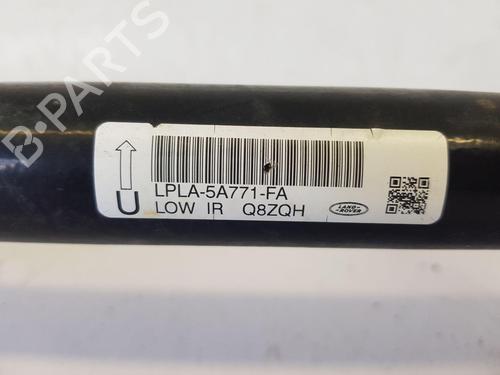 B-PARTS
U
LPLA-5A771-FA
LOW IR Q8ZQH
LAND-ROVER